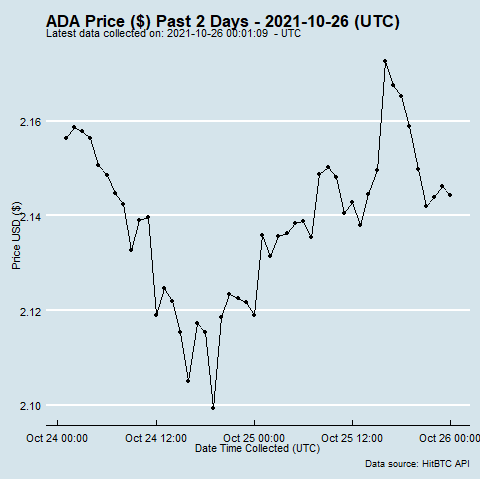 ADA Price ($) Past 2 Days - 2021-10-26 (UTC)
Latest data collected on: 2021-10-26 00:01:09 - UTC
Price USD ($)
2.16
2.14
2.12
2.10
Oct 24 00:00 Oct 24 12:00 Oct 25 00:00 Oct 25 12:00 Oct 26 00:00
Date Time Collected (UTC)
Data source: HitBTC API